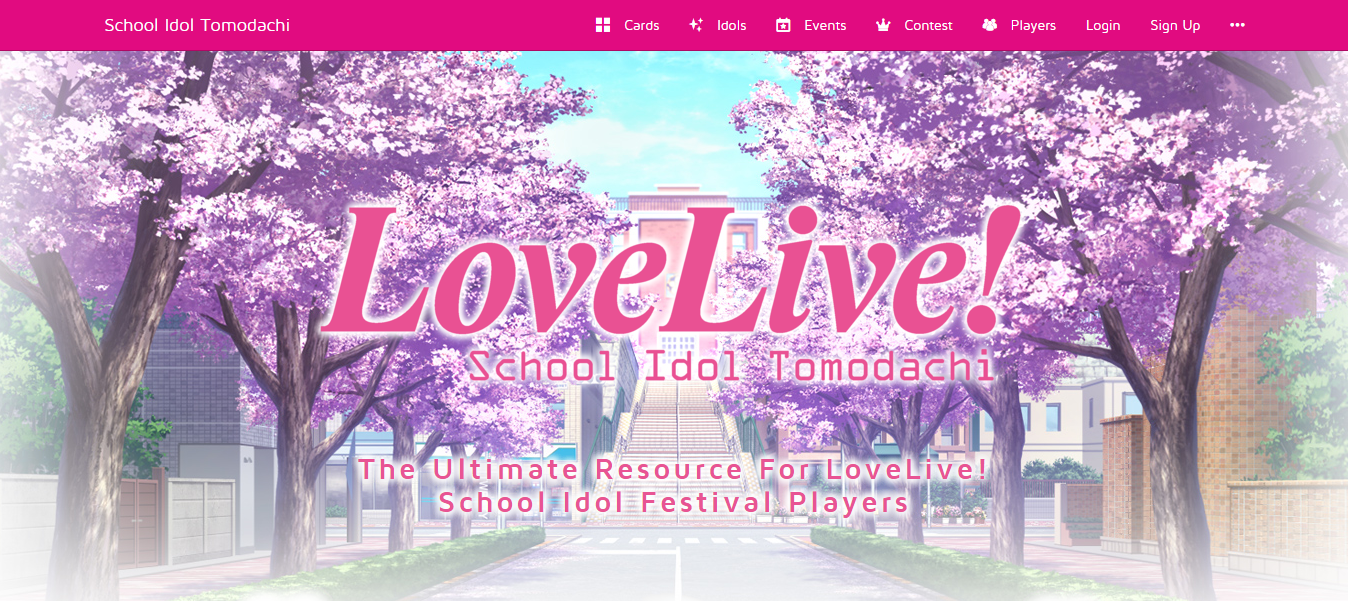 School Idol Tomodachi Cards Idols Events Contest Players Login Sign Up •••
LoveLive!
School Idol Tomodachi
The Ultimate Resource For LoveLive!
School Idol Festival Players